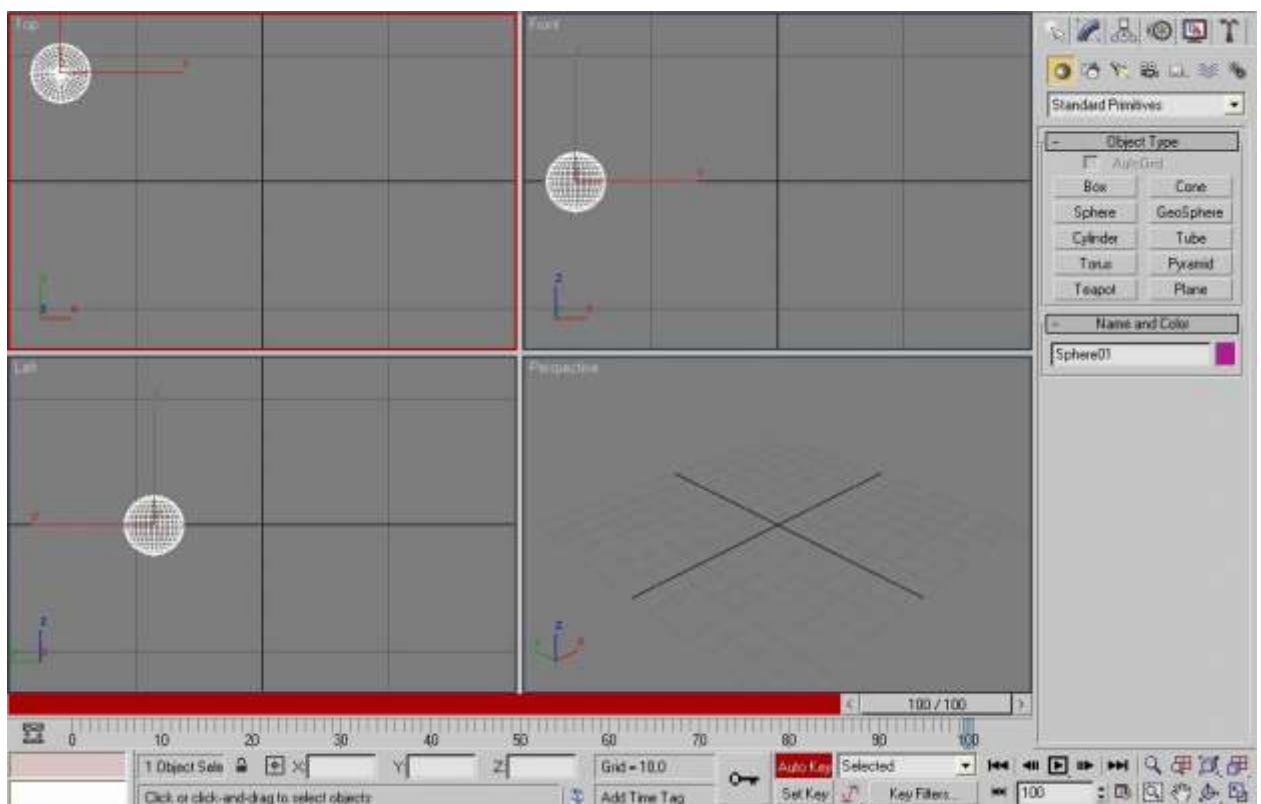 Top
Front
Standard Primitives
- Object Type
AutoGrid
Box Cone
Sphere GeoSphere
Cylinder Tube
Torus Pyramid
Teapot Plane
- Name and Color
Sphere01
Left
Perspective
z
x
z
x
z
z
x
< 100 / 100 >
0 10 20 30 40 50 60 70 80 90 100
1 Object Sele X: Y: Z: Grid = 10.0 Auto Key Selected
Click or click-and-drag to select objects Add Time Tag Set Key Key Filters... 100